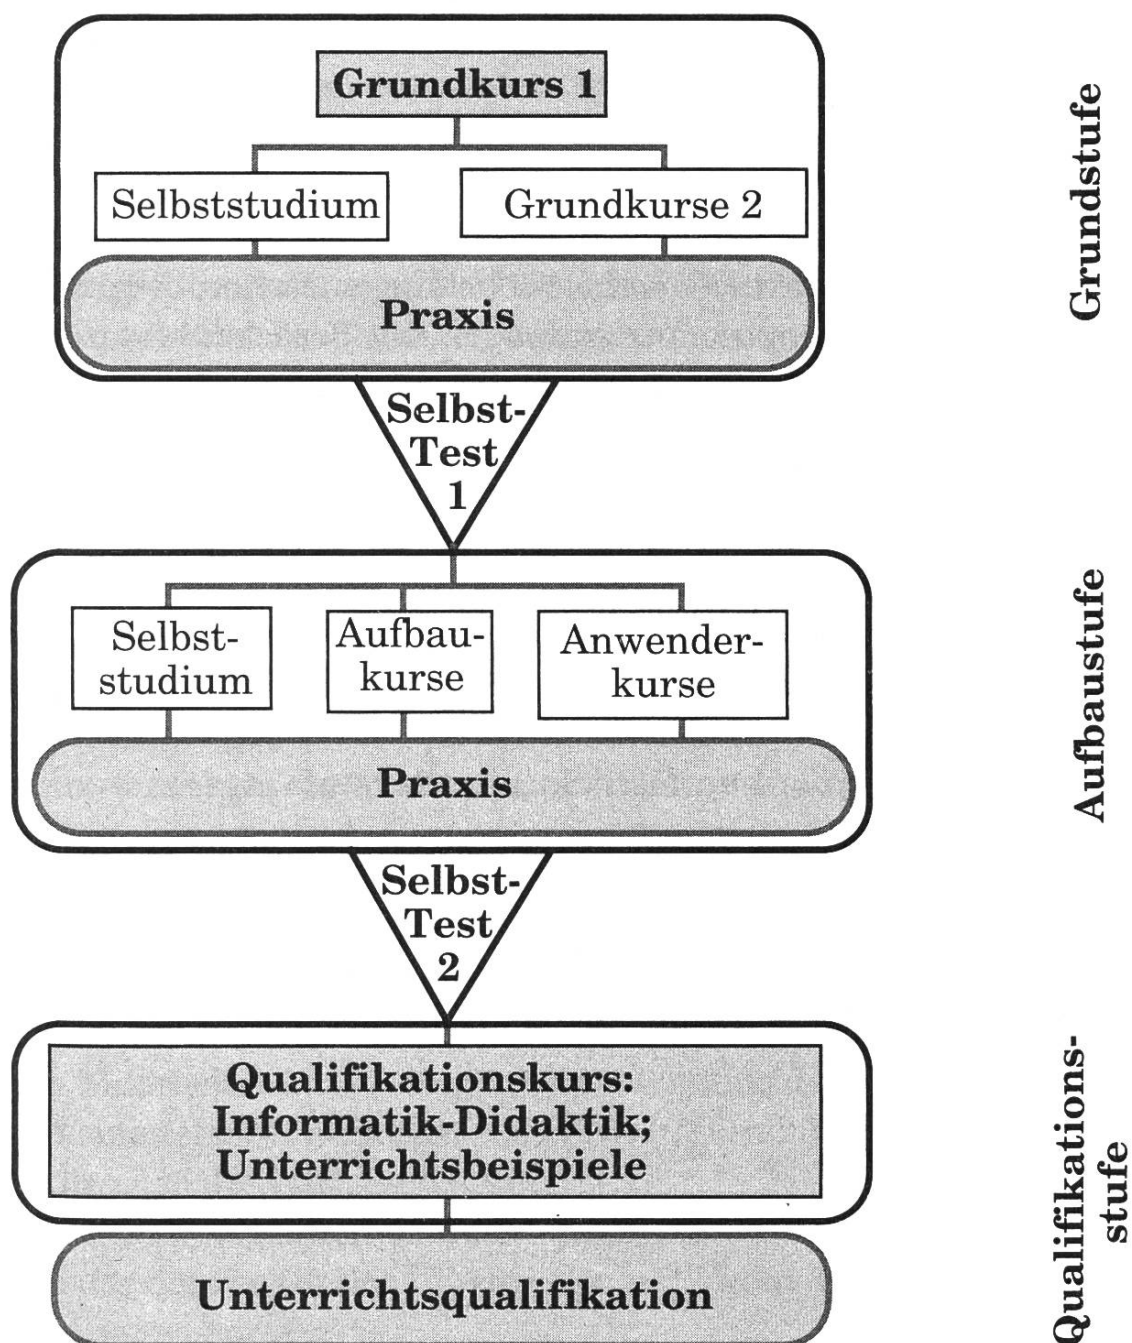 Grundkurs 1
Selbststudium
Grundkurse 2
Praxis
Grundstufe
Selbst-
Test
1
Selbst-
studium
Aufbau-
kurse
Anwender-
kurse
Praxis
Aufbaustufe
Selbst-
Test
2
Qualifikationskurs:
Informatik-Didaktik;
Unterrichtsbeispiele
Unterrichtsqualifikation
Qualifikations-
stufe